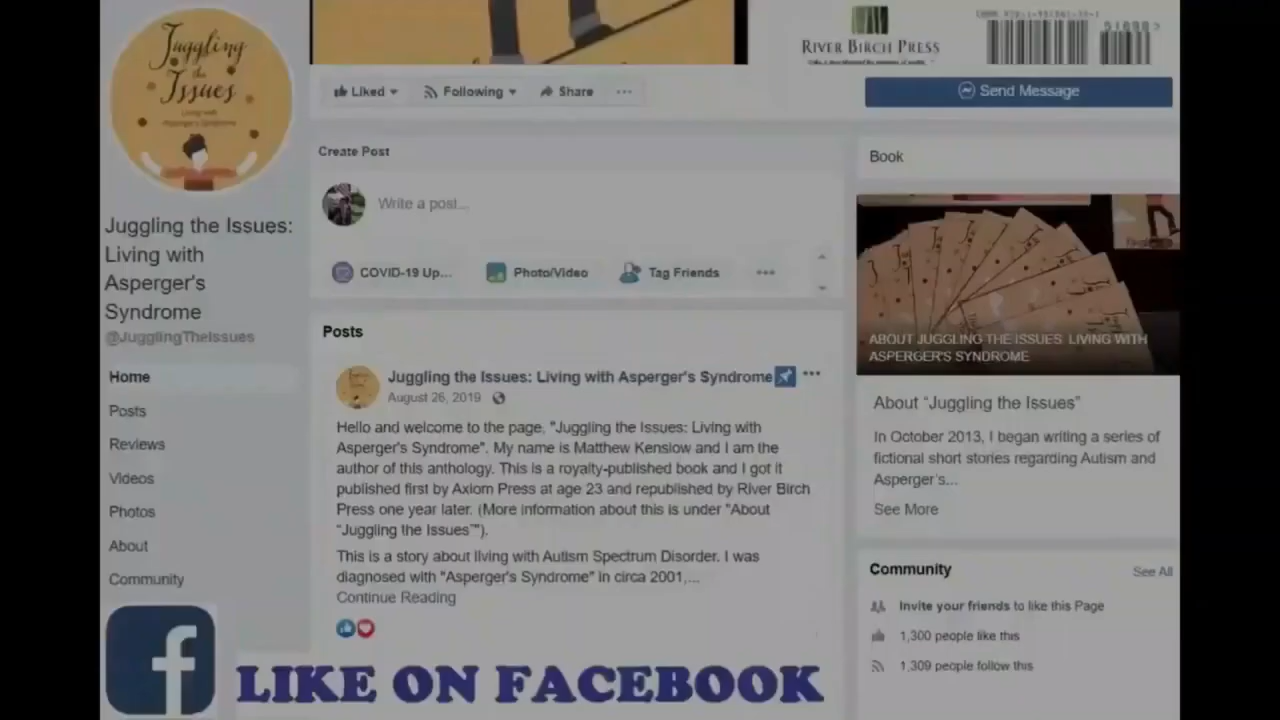 Juggling
the
Issues
Living with
Asperger's Syndrome
Juggling the Issues:
Living with
Asperger's
Syndrome
@JugglingTheIssues
Home
Posts
Reviews
Videos
Photos
About
Community
Liked
Following
Share
Create Post
Write a post...
COVID-19 Up...
Photo/Video
Tag Friends
Posts
Juggling the Issues: Living with Asperger's Syndrome
August 26, 2019
Hello and welcome to the page, "Juggling the Issues: Living with
Asperger's Syndrome". My name is Matthew Kenslow and I am the
author of this anthology. This is a royalty-published book and I got it
published first by Axiom Press at age 23 and republished by River Birch
Press one year later. (More information about this is under "About
"Juggling the Issues"").
This is a story about living with Autism Spectrum Disorder. I was
diagnosed with "Asperger's Syndrome" in circa 2001,...
Continue Reading
RIVER BIRCH PRESS
Send Message
Book
ABOUT JUGGLING THE ISSUES: LIVING WITH
ASPERGER'S SYNDROME
About “Juggling the Issues”
In October 2013, I began writing a series of
fictional short stories regarding Autism and
Asperger's...
See More
Community
See All
Invite your friends to like this Page
1,300 people like this
1,309 people follow this
f
LIKE ON FACEBOOK